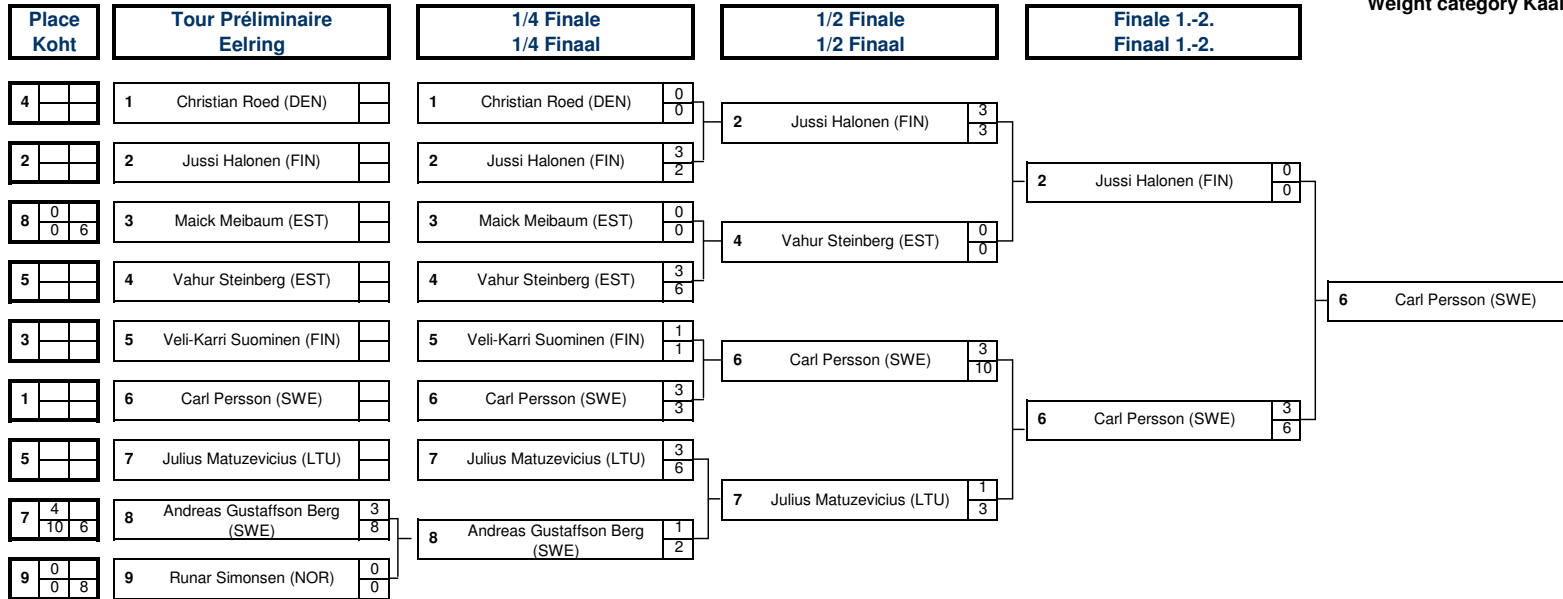 Weight category Kaal
Place
Koht
Tour Préliminaire
Eelring
1/4 Finale
1/4 Finaal
1/2 Finale
1/2 Finaal
Finale 1.-2.
Finaal 1.-2.
4
1 Christian Roed (DEN)
1 Christian Roed (DEN) 0
0
2 Jussi Halonen (FIN) 3
3
2
2 Jussi Halonen (FIN)
2 Jussi Halonen (FIN) 3
2
2 Jussi Halonen (FIN) 0
0
8 0
0 6
3 Maick Meibaum (EST)
3 Maick Meibaum (EST) 0
0
4 Vahur Steinberg (EST) 0
0
5
4 Vahur Steinberg (EST)
4 Vahur Steinberg (EST) 3
6
6 Carl Persson (SWE)
3
5 Veli-Karri Suominen (FIN)
5 Veli-Karri Suominen (FIN) 1
1
6 Carl Persson (SWE) 3
10
1
6 Carl Persson (SWE)
6 Carl Persson (SWE) 3
3
6 Carl Persson (SWE) 3
6
5
7 Julius Matuzevicius (LTU)
7 Julius Matuzevicius (LTU) 3
6
7 Julius Matuzevicius (LTU) 1
3
7 4
10 6
8 Andreas Gustaffson Berg
(SWE) 3
8
8 Andreas Gustaffson Berg
(SWE) 1
2
9 0
0 8
9 Runar Simonsen (NOR) 0
0